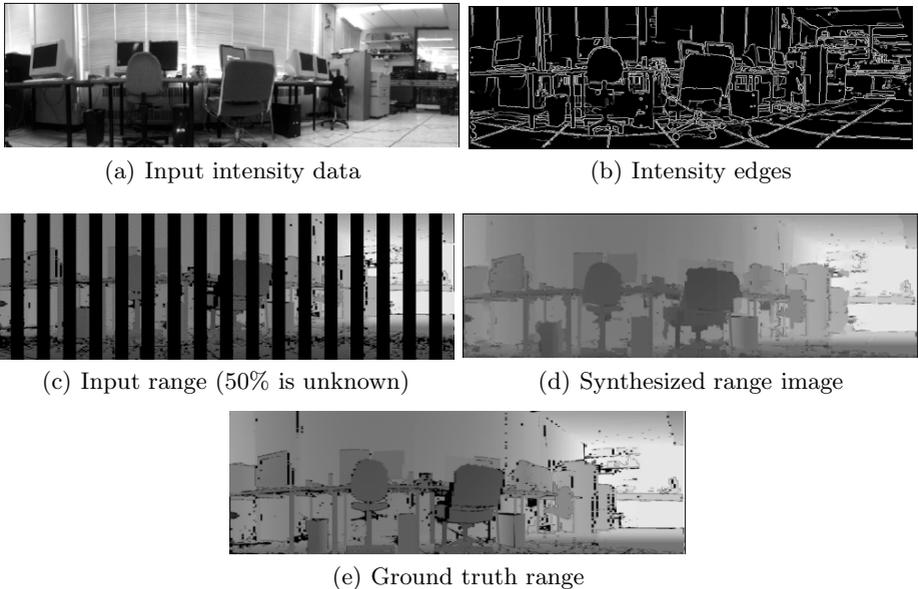 (a) Input intensity data
(b) Intensity edges
(c) Input range (50% is unknown)
(d) Synthesized range image
(e) Ground truth range